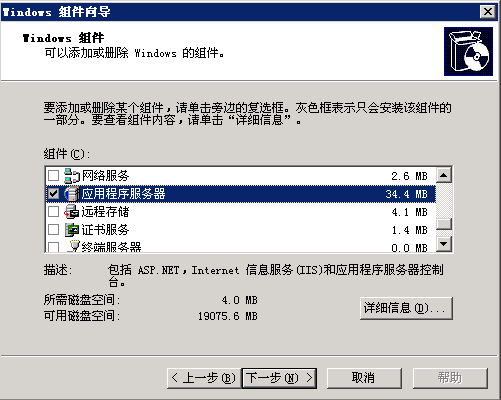 Windows 组件向导
Windows 组件
可以添加或删除 Windows 的组件。
要添加或删除某个组件，请单击旁边的复选框。灰色框表示只会安装该组件的
一部分。要查看组件内容，请单击“详细信息”。
组件(C):
网络服务 2.6 MB
应用程序服务器 34.4 MB
远程存储 4.1 MB
证书服务 1.4 MB
终端服务器 0.0 MB
描述: 包括 ASP.NET，Internet 信息服务(IIS)和应用程序服务器控制
台。
所需磁盘空间: 4.0 MB
可用磁盘空间: 19075.6 MB
详细信息(D)...
< 上一步(B) 下一步(N) > 取消 帮助